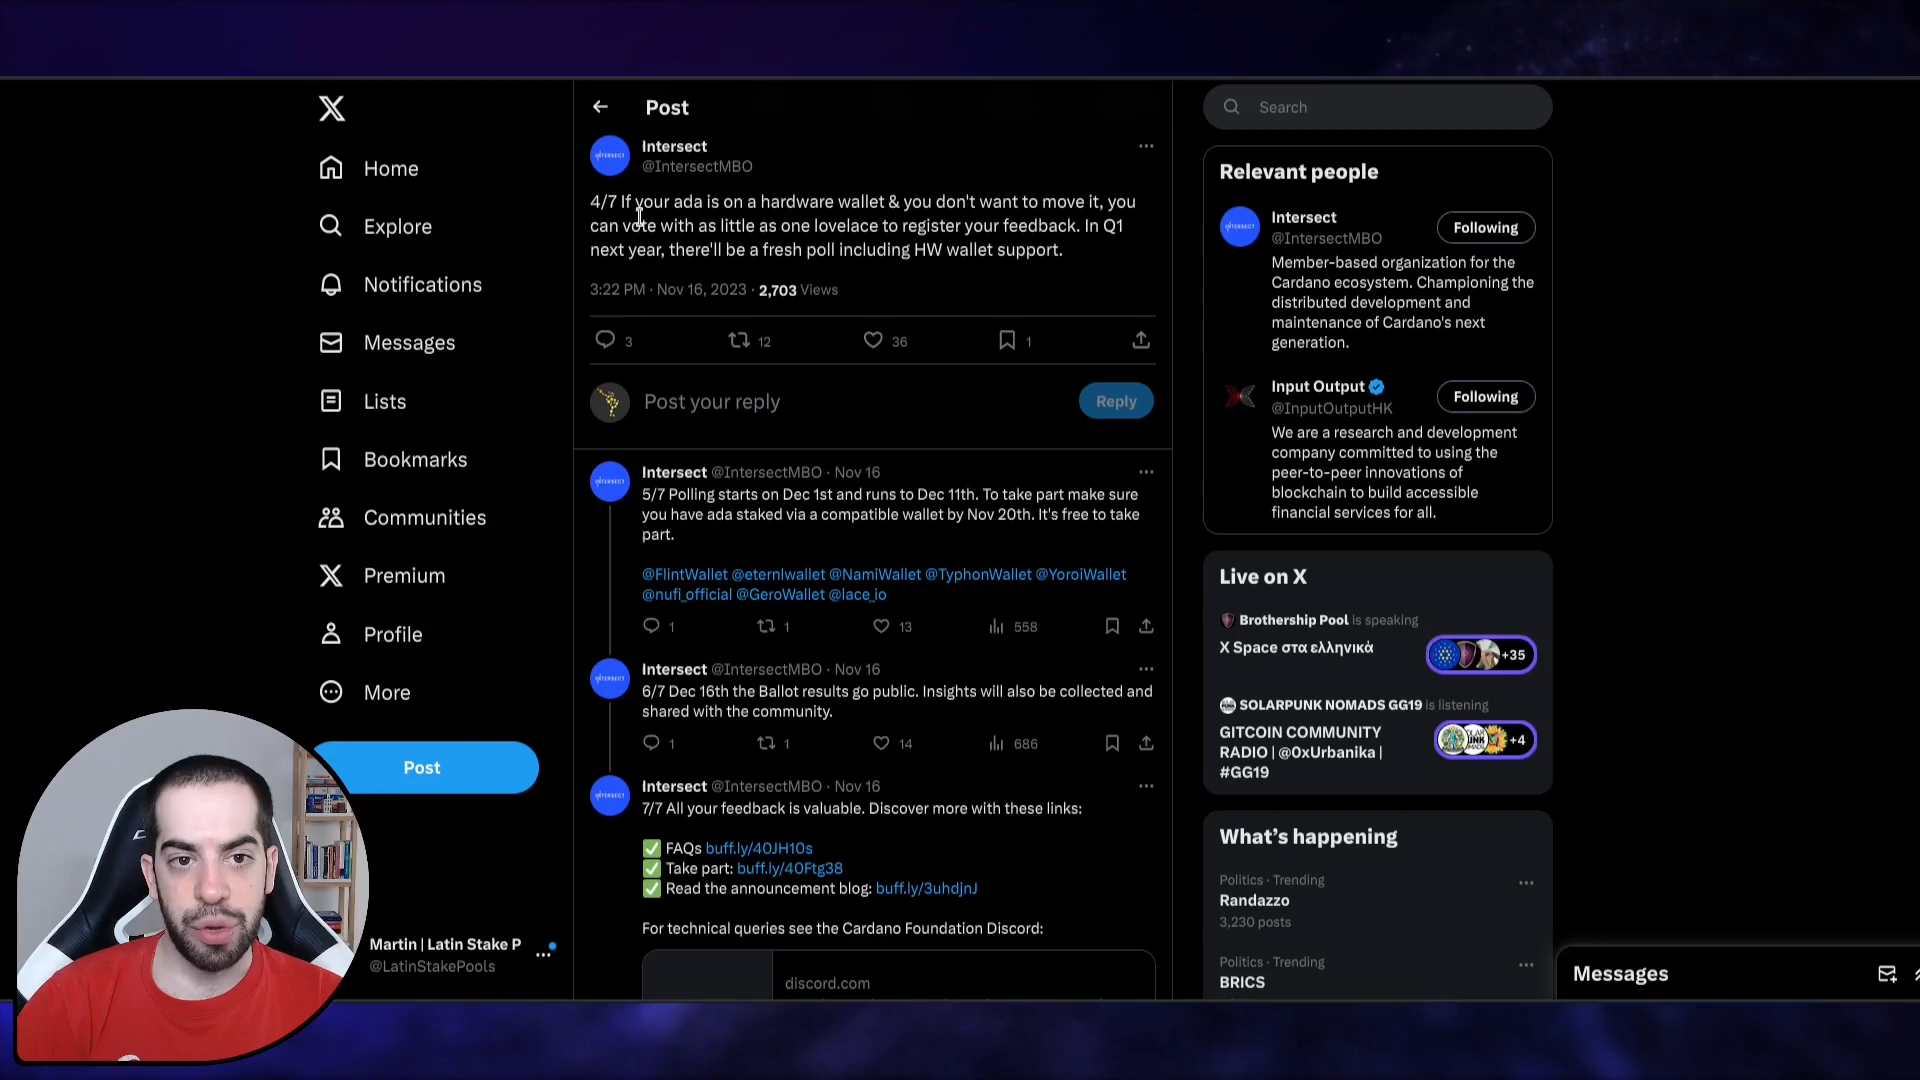 Home
Explore
Notifications
Messages
Lists
Bookmarks
Communities
Premium
Profile
More
Post
Martin | Latin Stake P
@LatinStakePools
Post
Intersect
@IntersectMBO
4/7 If your ada is on a hardware wallet & you don't want to move it, you
can vote with as little as one lovelace to register your feedback. In Q1
next year, there'll be a fresh poll including HW wallet support.
3:22 PM · Nov 16, 2023 · 2,703 Views
3
12
36
1
Post your reply
Reply
Intersect @IntersectMBO · Nov 16
5/7 Polling starts on Dec 1st and runs to Dec 11th. To take part make sure
you have ada staked via a compatible wallet by Nov 20th. It's free to take
part.
@FlintWallet @eternlwallet @NamiWallet @TyphonWallet @YoroiWallet
@nufi_official @GeroWallet @lace_io
1
1
13
558
Intersect @IntersectMBO · Nov 16
6/7 Dec 16th the Ballot results go public. Insights will also be collected and
shared with the community.
1
1
14
686
Intersect @IntersectMBO · Nov 16
7/7 All your feedback is valuable. Discover more with these links:
✅ FAQs buff.ly/40JH10s
✅ Take part: buff.ly/40Ftg38
✅ Read the announcement blog: buff.ly/3uhdjnJ
For technical queries see the Cardano Foundation Discord:
discord.com
Search
Relevant people
Intersect
@IntersectMBO
Following
Member-based organization for the
Cardano ecosystem. Championing the
distributed development and
maintenance of Cardano's next
generation.
Input Output
@InputOutputHK
Following
We are a research and development
company committed to using the
peer-to-peer innovations of
blockchain to build accessible
financial services for all.
Live on X
Brothership Pool is speaking
X Space στα ελληνικά
+35
SOLARPUNK NOMADS GG19 is listening
GITCOIN COMMUNITY
RADIO | @0xUrbanika |
#GG19
+4
What's happening
Politics · Trending
Randazzo
3,230 posts
Politics · Trending
BRICS
Messages